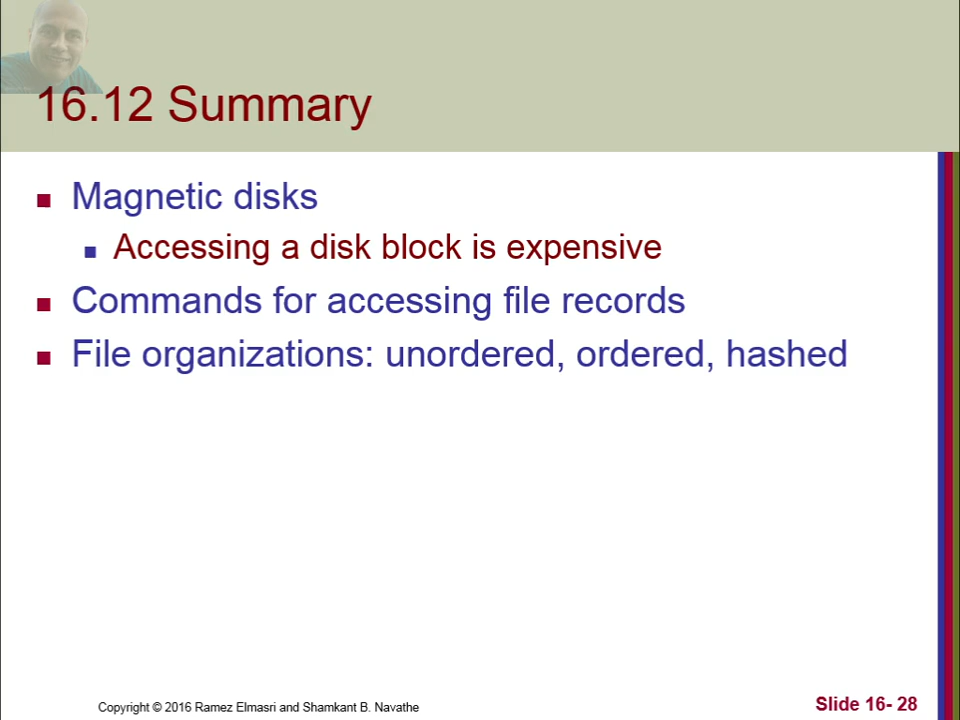 16.12 Summary
Magnetic disks
Accessing a disk block is expensive
Commands for accessing file records
File organizations: unordered, ordered, hashed
Copyright © 2016 Ramez Elmasri and Shamkant B. Navathe
Slide 16- 28